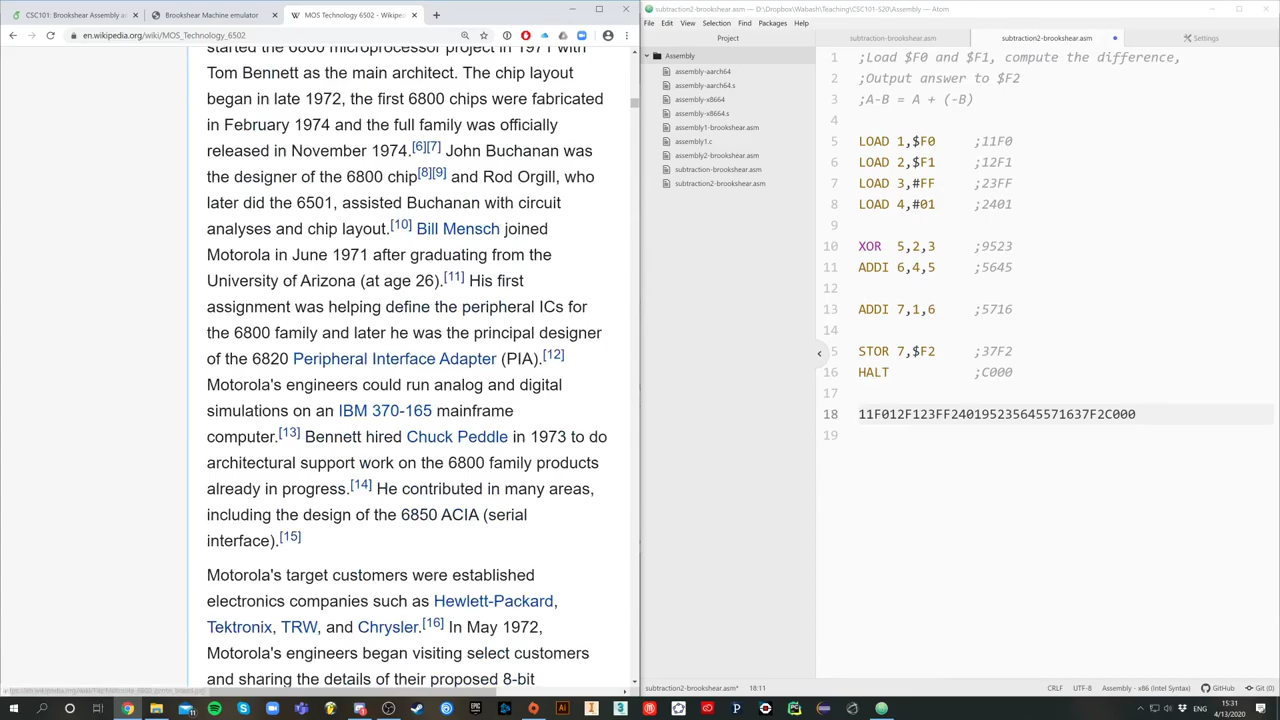 CSC101: Brookshear Assembly an
Brookshear Machine emulator
MOS Technology 6502 - Wikiped
en.wikipedia.org/wiki/MOS_Technology_6502
started the 6800 microprocessor project in 1971 with
Tom Bennett as the main architect. The chip layout
began in late 1972, the first 6800 chips were fabricated
in February 1974 and the full family was officially
released in November 1974.[6][7] John Buchanan was
the designer of the 6800 chip[8][9] and Rod Orgill, who
later did the 6501, assisted Buchanan with circuit
analyses and chip layout.[10] Bill Mensch joined
Motorola in June 1971 after graduating from the
University of Arizona (at age 26).[11] His first
assignment was helping define the peripheral ICs for
the 6800 family and later he was the principal designer
of the 6820 Peripheral Interface Adapter (PIA).[12]
Motorola's engineers could run analog and digital
simulations on an IBM 370-165 mainframe
computer.[13] Bennett hired Chuck Peddle in 1973 to do
architectural support work on the 6800 family products
already in progress.[14] He contributed in many areas,
including the design of the 6850 ACIA (serial
interface).[15]
Motorola's target customers were established
electronics companies such as Hewlett-Packard,
Tektronix, TRW, and Chrysler.[16] In May 1972,
Motorola's engineers began visiting select customers
and sharing the details of their proposed 8-bit
subtraction2-brookshear.asm — D:\Dropbox\Wabash\Teaching\CSC101-S20\Assembly — Atom
File Edit View Selection Find Packages Help
Project
Assembly
assembly-aarch64
assembly-aarch64.s
assembly-x8664
assembly-x8664.s
assembly1-brookshear.asm
assembly1.c
assembly2-brookshear.asm
subtraction-brookshear.asm
subtraction2-brookshear.asm
subtraction-brookshear.asm
subtraction2-brookshear.asm
Settings
1 ;Load $F0 and $F1, compute the difference,
2 ;Output answer to $F2
3 ;A-B = A + (-B)
4
5 LOAD 1,$F0 ;11F0
6 LOAD 2,$F1 ;12F1
7 LOAD 3,#FF ;23FF
8 LOAD 4,#01 ;2401
9
10 XOR 5,2,3 ;9523
11 ADDI 6,4,5 ;5645
12
13 ADDI 7,1,6 ;5716
14
5 STOR 7,$F2 ;37F2
16 HALT ;C000
17
18 11F012F123FF240195235645571637F2C000
19
subtraction2-brookshear.asm* 18:11
CRLF UTF-8 Assembly - x86 (Intel Syntax) GitHub Git (0)
ENG
15:31
4/13/2020